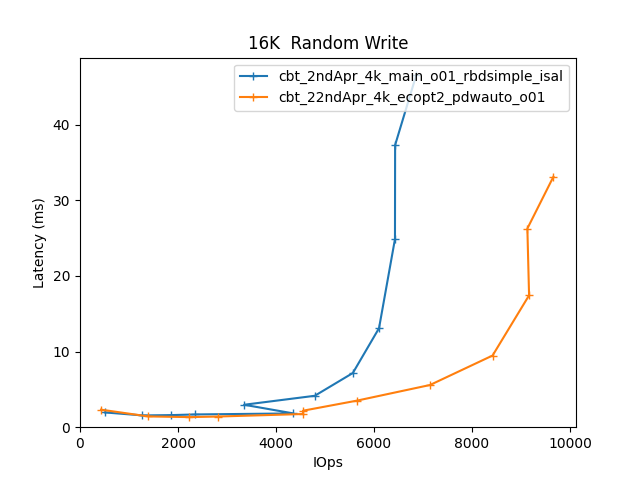 16K  Random Write
cbt_2ndApr_4k_main_o01_rbdsimple_isal
cbt_22ndApr_4k_ecopt2_pdwauto_o01
40
30
20
10
0
Latency (ms)
0 2000 4000 6000 8000 10000
IOps